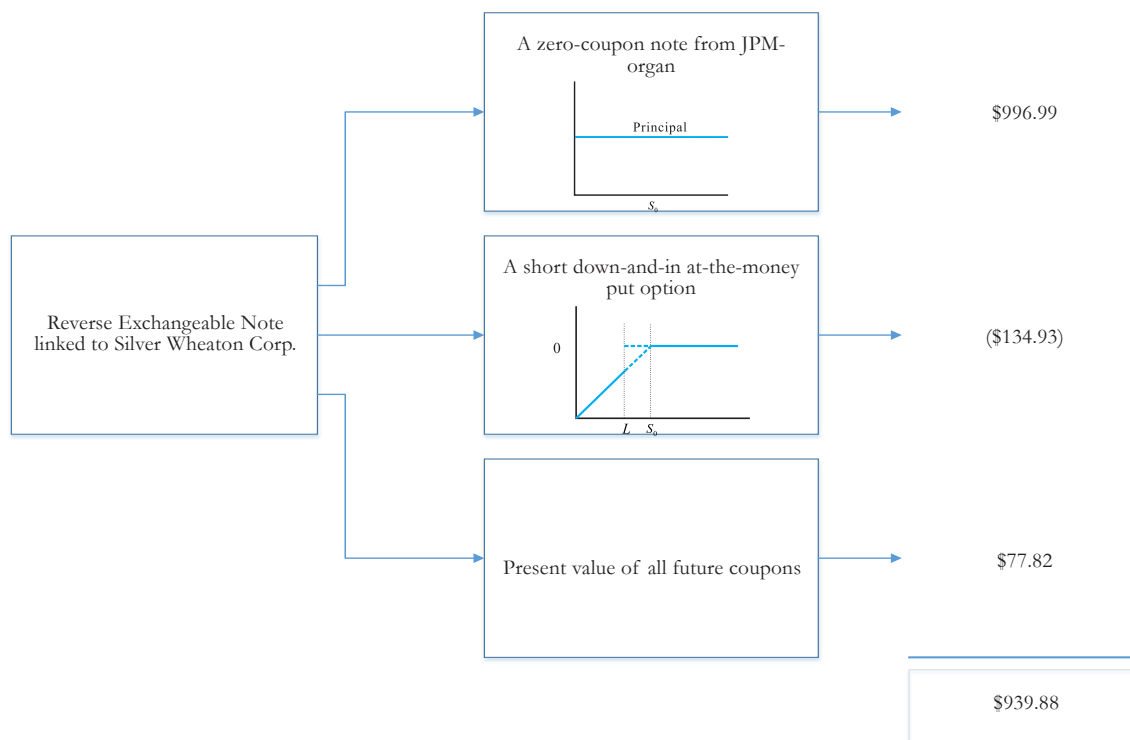 A zero-coupon note from JPM-
organ
Principal
S₀
$996.99
Reverse Exchangeable Note
linked to Silver Wheaton Corp.
A short down-and-in at-the-money
put option
0
L S₀
($134.93)
Present value of all future coupons
$77.82
$939.88